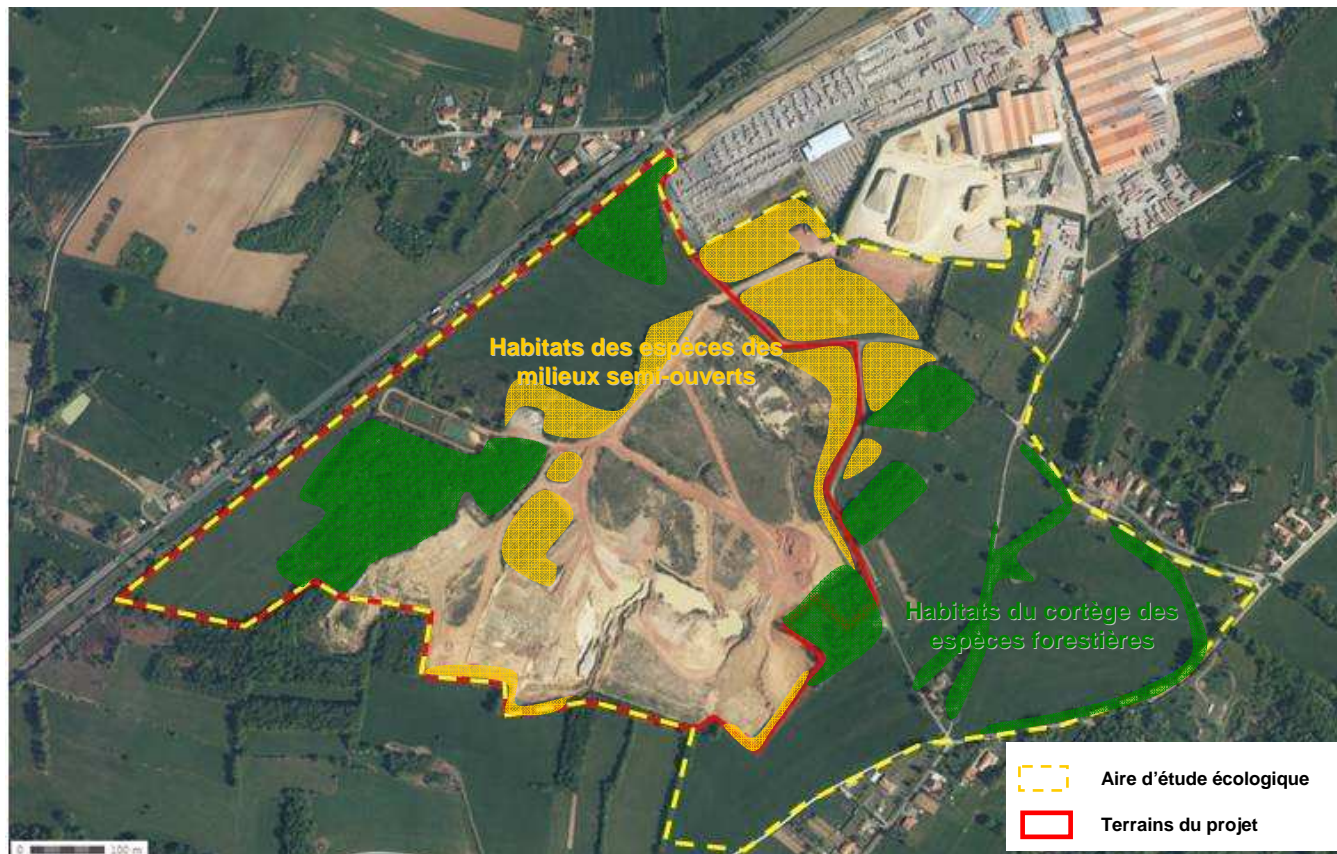 Habitats des espèces des
milieux semi-ouverts
Habitats du cortège des
espèces forestières
Aire d'étude écologique
Terrains du projet
0 100 m